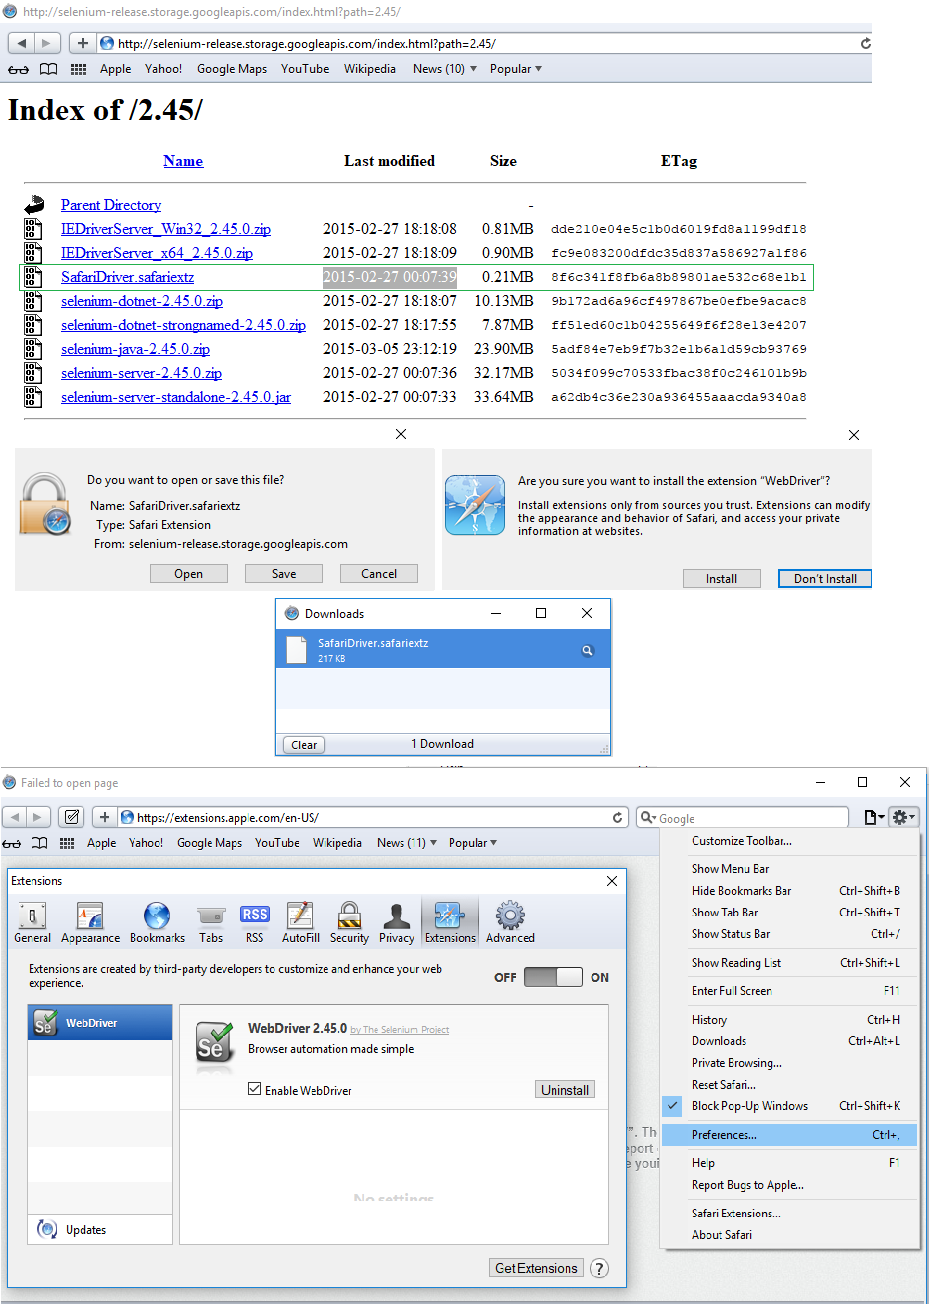 http://selenium-release.storage.googleapis.com/index.html?path=2.45/
http://selenium-release.storage.googleapis.com/index.html?path=2.45/
Apple Yahoo! Google Maps YouTube Wikipedia News (10) Popular
Index of /2.45/
Name Last modified Size ETag
Parent Directory -
IEDriverServer_Win32_2.45.0.zip 2015-02-27 18:18:08 0.81MB dde210e04e5c1b0d6019fd8a1199df18
IEDriverServer_x64_2.45.0.zip 2015-02-27 18:18:09 0.90MB fc9e083200dfdc35d837a586927a1f86
SafariDriver.safariextz 2015-02-27 00:07:39 0.21MB 8f6c341f8fb6a8b89801ae532c68e1b1
selenium-dotnet-2.45.0.zip 2015-02-27 18:18:07 10.13MB 9b172ad6a96cf497867be0efbe9acac8
selenium-dotnet-strongnamed-2.45.0.zip 2015-02-27 18:17:55 7.87MB ff51ed60c1b04255649f6f28e13e4207
selenium-java-2.45.0.zip 2015-03-05 23:12:19 23.90MB 5adf84e7eb9f7b32e1b6a1d59cb93769
selenium-server-2.45.0.zip 2015-02-27 00:07:36 32.17MB 5034f099c70533fbac38f0c246101b9b
selenium-server-standalone-2.45.0.jar 2015-02-27 00:07:33 33.64MB a62db4c36e230a936455aaacda9340a8
Do you want to open or save this file?
Name: SafariDriver.safariextz
Type: Safari Extension
From: selenium-release.storage.googleapis.com
Open Save Cancel
Are you sure you want to install the extension “WebDriver”?
Install extensions only from sources you trust. Extensions can modify
the appearance and behavior of Safari, and access your private
information at websites.
Install Don't Install
Downloads
SafariDriver.safariextz
217 KB
Clear 1 Download
Failed to open page
https://extensions.apple.com/en-US/ Google
Apple Yahoo! Google Maps YouTube Wikipedia News (11) Popular
Extensions
General Appearance Bookmarks Tabs RSS AutoFill Security Privacy Extensions Advanced
Extensions are created by third-party developers to customize and enhance your web
experience.
OFF ON
WebDriver
Se
WebDriver 2.45.0 by The Selenium Project
Browser automation made simple
Enable WebDriver Uninstall
No settings
Updates
Get Extensions ?
Customize Toolbar...
Show Menu Bar
Hide Bookmarks Bar Ctrl+Shift+B
Show Tab Bar Ctrl+Shift+T
Show Status Bar Ctrl+/
Show Reading List Ctrl+Shift+L
Enter Full Screen F11
History Ctrl+H
Downloads Ctrl+Alt+L
Private Browsing...
Reset Safari...
Block Pop-Up Windows Ctrl+Shift+K
Preferences... Ctrl+,
Help F1
Report Bugs to Apple...
Safari Extensions...
About Safari